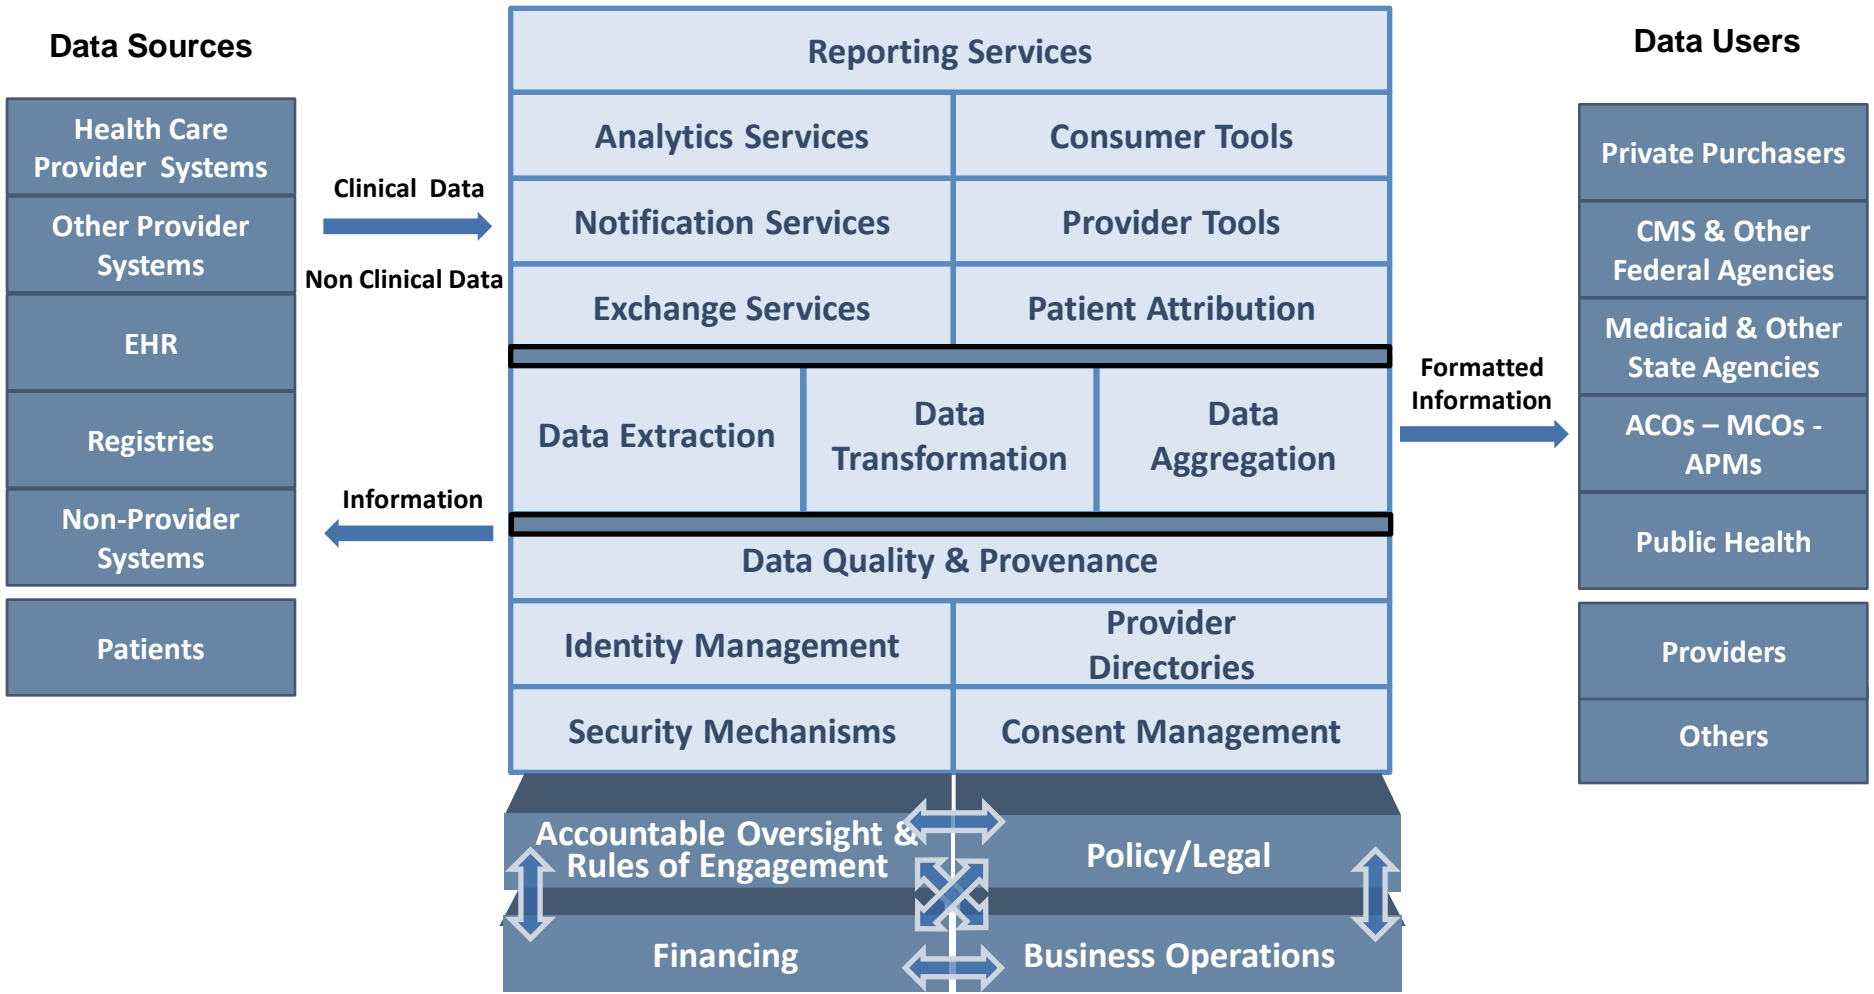 Data Sources
Health Care
Provider Systems
Other Provider
Systems
EHR
Registries
Non-Provider
Systems
Patients
Clinical Data
Non Clinical Data
Information
Reporting Services
Analytics Services
Consumer Tools
Notification Services
Provider Tools
Exchange Services
Patient Attribution
Data Extraction
Data
Transformation
Data
Aggregation
Data Quality & Provenance
Identity Management
Provider
Directories
Security Mechanisms
Consent Management
Accountable Oversight &
Rules of Engagement
Policy/Legal
Financing
Business Operations
Formatted
Information
Data Users
Private Purchasers
CMS & Other
Federal Agencies
Medicaid & Other
State Agencies
ACOs – MCOs -
APMs
Public Health
Providers
Others